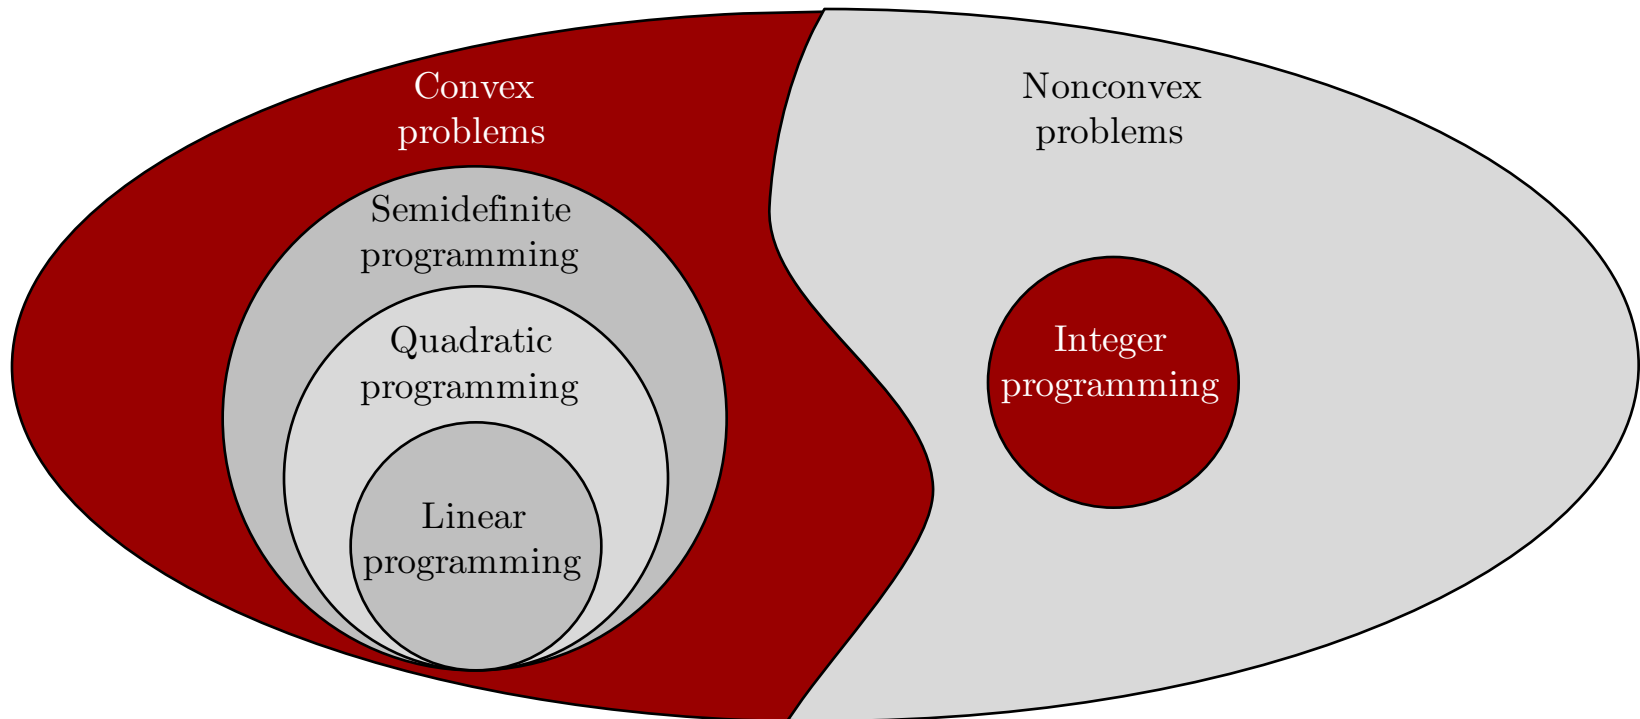 Convex
problems
Nonconvex
problems
Semidefinite
programming
Quadratic
programming
Integer
programming
Linear
programming